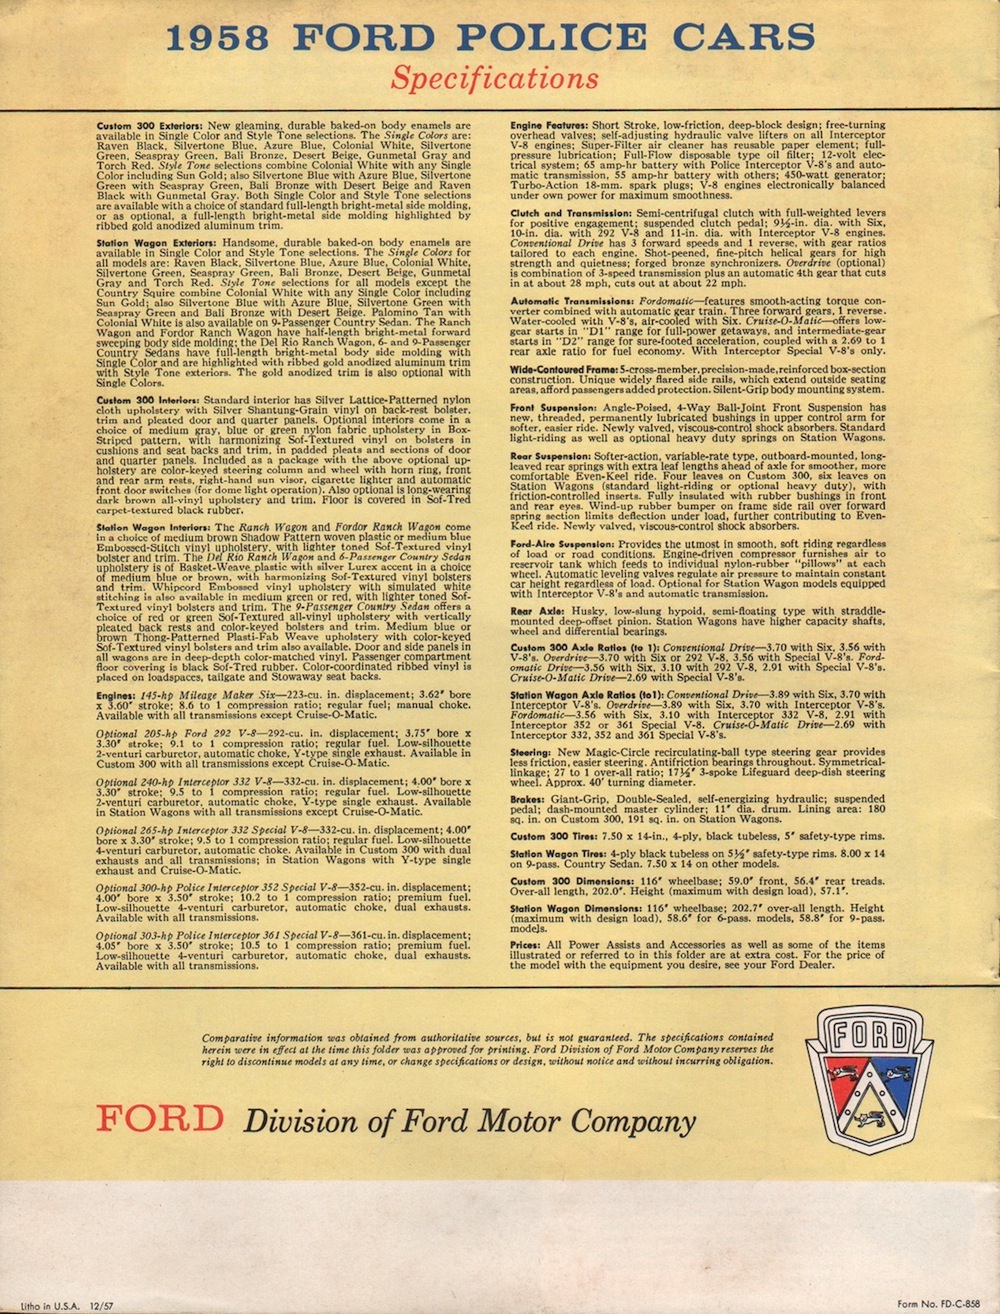 1958 FORD POLICE CARS
Specifications
Custom 300 Exteriors: New gleaming, durable baked-on body enamels are
available in Single Color and Style Tone selections. The Single Colors are:
Raven Black, Silvertone Blue, Azure Blue, Colonial White, Silvertone
Green, Seaspray Green, Bali Bronze, Desert Beige, Gunmetal Gray and
Torch Red. Style Tone selections combine Colonial White with any Single
Color including Sun Gold; also Silvertone Blue with Azure Blue, Silvertone
Green with Seaspray Green, Bali Bronze with Desert Beige and Raven
Black with Gunmetal Gray. Both Single Color and Style Tone selections
are available with a choice of standard full-length bright-metal side molding,
or as optional, a full-length bright-metal side molding highlighted by
ribbed gold anodized aluminum trim.
Station Wagon Exteriors: Handsome, durable baked-on body enamels are
available in Single Color and Style Tone selections. The Single Colors for
all models are: Raven Black, Silvertone Blue, Azure Blue, Colonial White,
Silvertone Green, Seaspray Green, Bali Bronze, Desert Beige, Gunmetal
Gray and Torch Red. Style Tone selections for all models except the
Country Squire combine Colonial White with any Single Color including
Sun Gold; also Silvertone Blue with Azure Blue, Silvertone Green with
Seaspray Green and Bali Bronze with Desert Beige. Palomino Tan with
Colonial White is also available on 9-Passenger Country Sedan. The Ranch
Wagon and Fordor Ranch Wagon have half-length bright-metal forward
sweeping body side molding; the Del Rio Ranch Wagon, 6- and 9-Passenger
Country Sedans have full-length bright-metal body side molding with
Single Color and are highlighted with ribbed gold anodized aluminum trim
with Style Tone exteriors. The gold anodized trim is also optional with
Single Colors.
Custom 300 Interiors: Standard interior has Silver Lattice-Patterned nylon
cloth upholstery with Silver Shantung-Grain vinyl on back-rest bolster,
trim and pleated door and quarter panels. Optional interiors come in a
choice of medium gray, blue or green nylon fabric upholstery in Box-
Striped pattern, with harmonizing Sof-Textured vinyl on bolsters in
cushions and seat backs and trim, in padded pleats and sections of door
and quarter panels. Included as a package with the above optional up-
holstery are color-keyed steering column and wheel with horn ring, front
and rear arm rests, right-hand sun visor, cigarette lighter and automatic
front door switches (for dome light operation). Also optional is long-wearing
dark brown all-vinyl upholstery and trim. Floor is covered in Sof-Tred
carpet-textured black rubber.
Station Wagon Interiors: The Ranch Wagon and Fordor Ranch Wagon come
in a choice of medium brown Shadow Pattern woven plastic or medium blue
Embossed-Stitch vinyl upholstery, with lighter toned Sof-Textured vinyl
bolster and trim. The Del Rio Ranch Wagon and 6-Passenger Country Sedan
upholstery is of Basket-Weave plastic with silver Lurex accent in a choice
of medium blue or brown, with harmonizing Sof-Textured vinyl bolsters
and trim. Whipcord Embossed vinyl upholstery with simulated white
stitching is also available in medium green or red, with lighter toned Sof-
Textured vinyl bolsters and trim. The 9-Passenger Country Sedan offers a
choice of red or green Sof-Textured all-vinyl upholstery with vertically
pleated back rests and color-keyed bolsters and trim. Medium blue or
brown Thong-Patterned Plasti-Fab Weave upholstery with color-keyed
Sof-Textured vinyl bolsters and trim also available. Door and side panels in
all wagons are in deep-depth color-matched vinyl. Passenger compartment
floor covering is black Sof-Tred rubber. Color-coordinated ribbed vinyl is
placed on loadspaces, tailgate and Stowaway seat backs.
Engines: 145-hp Mileage Maker Six—223-cu. in. displacement; 3.62" bore
x 3.60" stroke; 8.6 to 1 compression ratio; regular fuel; manual choke.
Available with all transmissions except Cruise-O-Matic.
Optional 205-hp Ford 292 V-8—292-cu. in. displacement; 3.75" bore x
3.30" stroke; 9.1 to 1 compression ratio; regular fuel. Low-silhouette
2-venturi carburetor, automatic choke, Y-type single exhaust. Available in
Custom 300 with all transmissions except Cruise-O-Matic.
Optional 240-hp Interceptor 332 V-8—332-cu. in. displacement; 4.00" bore x
3.30" stroke; 9.5 to 1 compression ratio; regular fuel. Low-silhouette
2-venturi carburetor, automatic choke, Y-type single exhaust. Available
in Station Wagons with all transmissions except Cruise-O-Matic.
Optional 265-hp Interceptor 332 Special V-8—332-cu. in. displacement; 4.00"
bore x 3.30" stroke; 9.5 to 1 compression ratio; regular fuel. Low-silhouette
4-venturi carburetor, automatic choke. Available in Custom 300 with dual
exhausts and all transmissions; in Station Wagons with Y-type single
exhaust and Cruise-O-Matic.
Optional 300-hp Police Interceptor 352 Special V-8—352-cu. in. displacement;
4.00" bore x 3.50" stroke; 10.2 to 1 compression ratio; premium fuel.
Low-silhouette 4-venturi carburetor, automatic choke, dual exhausts.
Available with all transmissions.
Optional 303-hp Police Interceptor 361 Special V-8—361-cu. in. displacement;
4.05" bore x 3.50" stroke; 10.5 to 1 compression ratio; premium fuel.
Low-silhouette 4-venturi carburetor, automatic choke, dual exhausts.
Available with all transmissions.
Engine Features: Short Stroke, low-friction, deep-block design; free-turning
overhead valves; self-adjusting hydraulic valve lifters on all Interceptor
V-8 engines; Super-Filter air cleaner has reusable paper element; full-
pressure lubrication; Full-Flow disposable type oil filter; 12-volt elec-
trical system; 65 amp-hr battery with Police Interceptor V-8's and auto-
matic transmission, 55 amp-hr battery with others; 450-watt generator;
Turbo-Action 18-mm. spark plugs; V-8 engines electronically balanced
under own power for maximum smoothness.
Clutch and Transmission: Semi-centrifugal clutch with full-weighted levers
for positive engagement; suspended clutch pedal; 9½-in. dia. with Six,
10-in. dia. with 292 V-8 and 11-in. dia. with Interceptor V-8 engines.
Conventional Drive has 3 forward speeds and 1 reverse, with gear ratios
tailored to each engine. Shot-peened, fine-pitch helical gears for high
strength and quietness; forged bronze synchronizers. Overdrive (optional)
is combination of 3-speed transmission plus an automatic 4th gear that cuts
in at about 28 mph, cuts out at about 22 mph.
Automatic Transmissions: Fordomatic—features smooth-acting torque con-
verter combined with automatic gear train. Three forward gears, 1 reverse.
Water-cooled with V-8's, air-cooled with Six. Cruise-O-Matic—offers low-
gear starts in "D1" range for full-power getaways, and intermediate-gear
starts in "D2" range for sure-footed acceleration, coupled with a 2.69 to 1
rear axle ratio for fuel economy. With Interceptor Special V-8's only.
Wide-Contoured Frame: 5-cross-member, precision-made, reinforced box-section
construction. Unique widely flared side rails, which extend outside seating
areas, afford passengers added protection. Silent-Grip body mounting system.
Front Suspension: Angle-Poised, 4-Way Ball-Joint Front Suspension has
new, threaded, permanently lubricated bushings in upper control arm for
softer, easier ride. Newly valved, viscous-control shock absorbers. Standard
light-riding as well as optional heavy duty springs on Station Wagons.
Rear Suspension: Softer-action, variable-rate type, outboard-mounted, long-
leaved rear springs with extra leaf lengths ahead of axle for smoother, more
comfortable Even-Keel ride. Four leaves on Custom 300, six leaves on
Station Wagons (standard light-riding or optional heavy duty), with
friction-controlled inserts. Fully insulated with rubber bushings in front
and rear eyes. Wind-up rubber bumper on frame side rail over forward
spring section limits deflection under load, further contributing to Even-
Keel ride. Newly valved, viscous-control shock absorbers.
Ford-Aire Suspension: Provides the utmost in smooth, soft riding regardless
of load or road conditions. Engine-driven compressor furnishes air to
reservoir tank which feeds to individual nylon-rubber "pillows" at each
wheel. Automatic leveling valves regulate air pressure to maintain constant
car height regardless of load. Optional for Station Wagon models equipped
with Interceptor V-8's and automatic transmission.
Rear Axle: Husky, low-slung hypoid, semi-floating type with straddle-
mounted deep-offset pinion. Station Wagons have higher capacity shafts,
wheel and differential bearings.
Custom 300 Axle Ratios (to 1): Conventional Drive—3.70 with Six, 3.56 with
V-8's. Overdrive—3.70 with Six or 292 V-8, 3.56 with Special V-8's. Ford-
omatic Drive—3.56 with Six, 3.10 with 292 V-8, 2.91 with Special V-8's.
Cruise-O-Matic Drive—2.69 with Special V-8's.
Station Wagon Axle Ratios (to1): Conventional Drive—3.89 with Six, 3.70 with
Interceptor V-8's. Overdrive—3.89 with Six, 3.70 with Interceptor V-8's.
Fordomatic—3.56 with Six, 3.10 with Interceptor 332 V-8, 2.91 with
Interceptor 352 or 361 Special V-8. Cruise-O-Matic Drive—2.69 with
Interceptor 332, 352 and 361 Special V-8's.
Steering: New Magic-Circle recirculating-ball type steering gear provides
less friction, easier steering. Antifriction bearings throughout. Symmetrical-
linkage; 27 to 1 over-all ratio; 17½" 3-spoke Lifeguard deep-dish steering
wheel. Approx. 40' turning diameter.
Brakes: Giant-Grip, Double-Sealed, self-energizing hydraulic; suspended
pedal; dash-mounted master cylinder; 11" dia. drum. Lining area: 180
sq. in. on Custom 300, 191 sq. in. on Station Wagons.
Custom 300 Tires: 7.50 x 14-in., 4-ply, black tubeless, 5" safety-type rims.
Station Wagon Tires: 4-ply black tubeless on 5½" safety-type rims. 8.00 x 14
on 9-pass. Country Sedan. 7.50 x 14 on other models.
Custom 300 Dimensions: 116" wheelbase; 59.0" front, 56.4" rear treads.
Over-all length, 202.0". Height (maximum with design load), 57.1".
Station Wagon Dimensions: 116" wheelbase; 202.7" over-all length. Height
(maximum with design load), 58.6" for 6-pass. models, 58.8" for 9-pass.
models.
Prices: All Power Assists and Accessories as well as some of the items
illustrated or referred to in this folder are at extra cost. For the price of
the model with the equipment you desire, see your Ford Dealer.
Comparative information was obtained from authoritative sources, but is not guaranteed. The specifications contained
herein were in effect at the time this folder was approved for printing. Ford Division of Ford Motor Company reserves the
right to discontinue models at any time, or change specifications or design, without notice and without incurring obligation.
FORD
FORD Division of Ford Motor Company
Litho in U.S.A. 12/57
Form No. FD-C-858